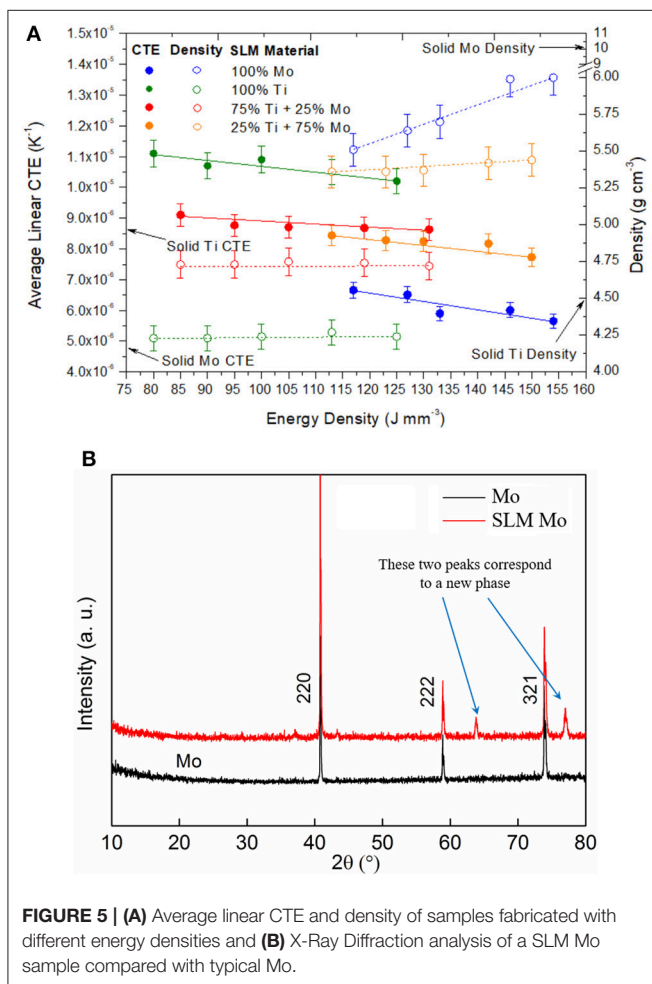 A
CTE Density SLM Material
100% Mo
100% Ti
75% Ti + 25% Mo
25% Ti + 75% Mo
Solid Mo Density
Solid Ti CTE
Solid Mo CTE
Solid Ti Density
1.5x10⁻⁵
1.4x10⁻⁵
1.3x10⁻⁵
1.2x10⁻⁵
1.1x10⁻⁵
1.0x10⁻⁵
9.0x10⁻⁶
8.0x10⁻⁶
7.0x10⁻⁶
6.0x10⁻⁶
5.0x10⁻⁶
4.0x10⁻⁶
Average Linear CTE (K⁻¹)
11
10
9
6.00
5.75
5.50
5.25
5.00
4.75
4.50
4.25
4.00
Density (g cm⁻³)
75 80 85 90 95 100 105 110 115 120 125 130 135 140 145 150 155 160
Energy Density (J mm⁻³)
B
Mo
SLM Mo
These two peaks correspond
to a new phase
220
222
321
Mo
Intensity (a. u.)
10 20 30 40 50 60 70 80
2θ (°)
FIGURE 5 | (A) Average linear CTE and density of samples fabricated with
different energy densities and (B) X-Ray Diffraction analysis of a SLM Mo
sample compared with typical Mo.